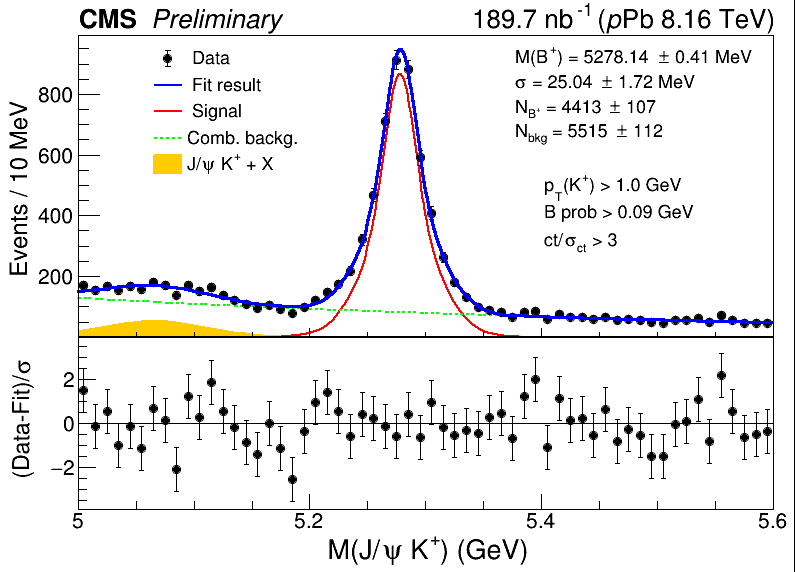 CMS Preliminary 189.7 nb⁻¹ (pPb 8.16 TeV)
Data
Fit result
Signal
Comb. backg.
J/ψ K⁺ + X
M(B⁺) = 5278.14 ± 0.41 MeV
σ = 25.04 ± 1.72 MeV
N_B⁺ = 4413 ± 107
N_bkg = 5515 ± 112
p_T(K⁺) > 1.0 GeV
B prob > 0.09 GeV
ct/σ_ct > 3
Events / 10 MeV
800
600
400
200
(Data-Fit)/σ
2
0
−2
5 5.2 5.4 5.6
M(J/ψ K⁺) (GeV)